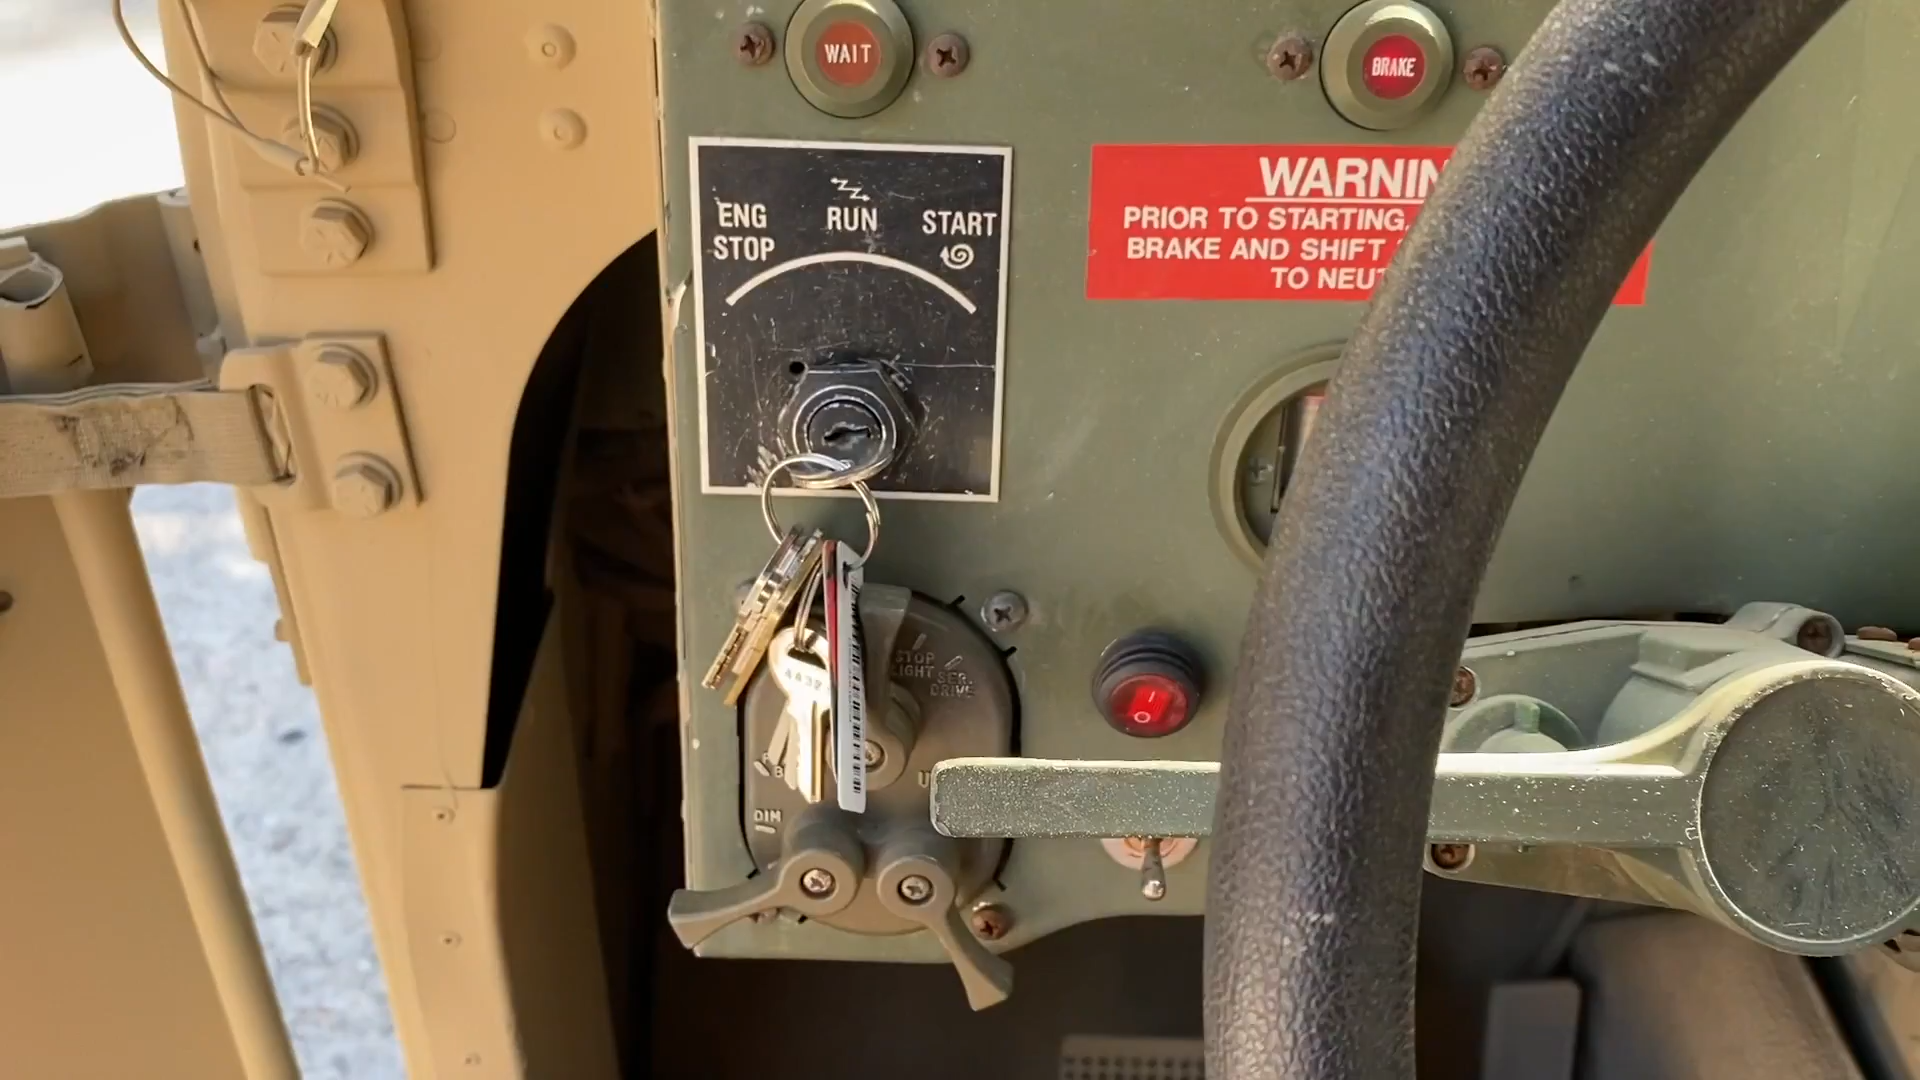 WAIT
BRAKE
ENG
STOP
RUN
START
WARNIN
PRIOR TO STARTING,
BRAKE AND SHIFT
TO NEUT
STOP
LIGHT
SER.
DRIVE
DIM
4432